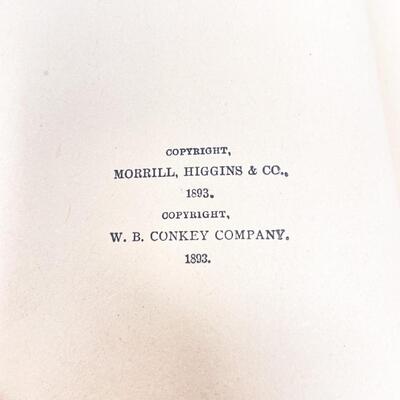 COPYRIGHT,
MORRILL, HIGGINS & CO.,
1893.
COPYRIGHT,
W. B. CONKEY COMPANY.
1893.